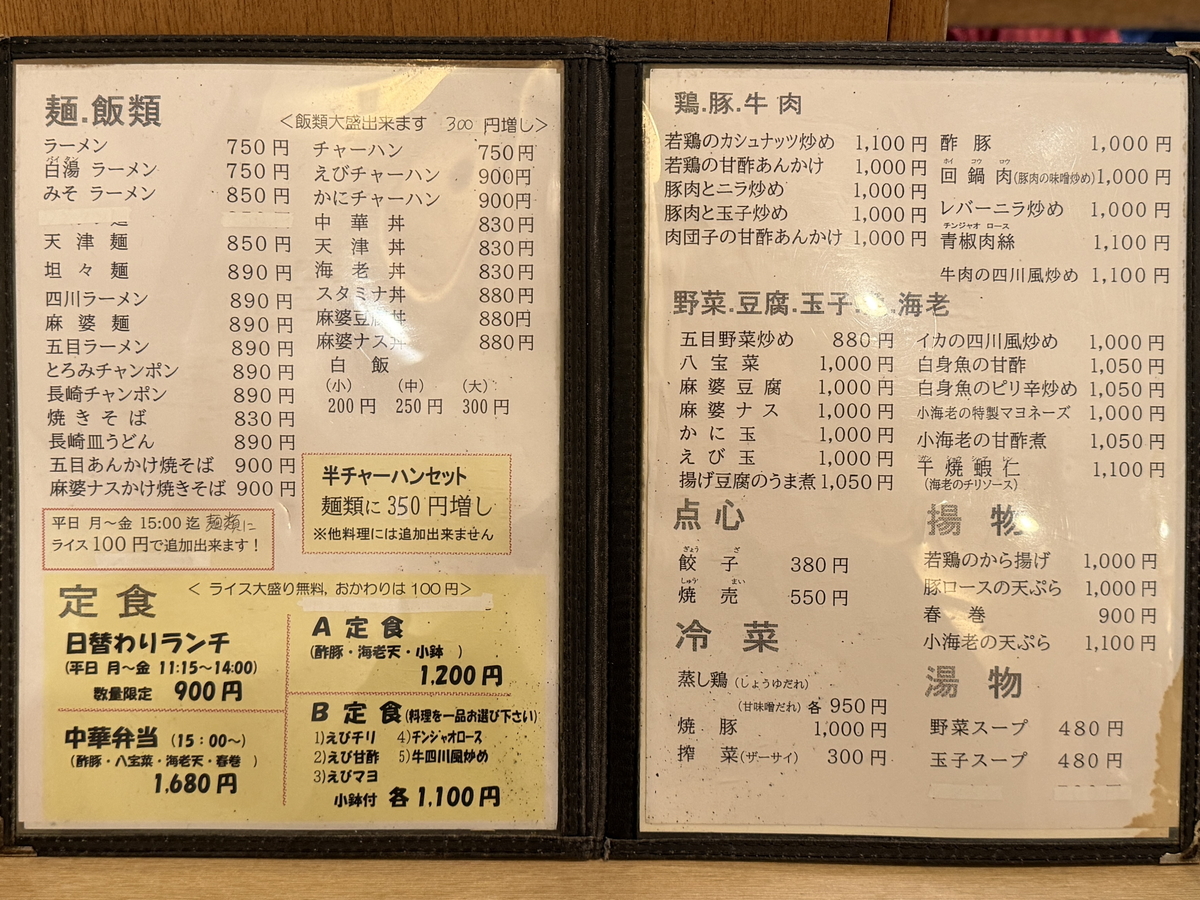 麺.飯類
<飯類大盛出来ます 300 円増し>
ラーメン 750円
白湯 ラーメン 750円
みそ ラーメン 850円
麺
天津麺 850円
坦々麺 890円
四川ラーメン 890円
麻婆麺 890円
五目ラーメン 890円
とろみチャンポン 890円
長崎チャンポン 890円
焼きそば 830円
長崎皿うどん 890円
五目あんかけ焼そば 900円
麻婆ナスかけ焼きそば 900円
チャーハン 750円
えびチャーハン 900円
かにチャーハン 900円
中華丼 830円
天津丼 830円
海老丼 830円
スタミナ丼 880円
麻婆豆腐丼 880円
麻婆ナス丼 880円
白飯
(小) (中) (大)
200円 250円 300円
半チャーハンセット
麺類に 350 円増し
※他料理には追加出来ません
平日 月〜金 15:00 迄 麺類に
ライス100円で追加出来ます!
定食
< ライス大盛り無料, おかわりは100円>
日替わりランチ
(平日 月〜金 11:15〜14:00)
数量限定 900円
中華弁当 (15:00〜)
(酢豚・八宝菜・海老天・春巻 )
1,680円
A 定食
(酢豚・海老天・小鉢 )
1,200円
B 定食(料理を一品お選び下さい)
1)えびチリ 4)チンジャオロース
2)えび甘酢 5)牛四川風炒め
3)えびマヨ
小鉢付 各 1,100円
鶏.豚.牛肉
若鶏のカシュナッツ炒め 1,100円
若鶏の甘酢あんかけ 1,000円
豚肉とニラ炒め 1,000円
豚肉と玉子炒め 1,000円
肉団子の甘酢あんかけ 1,000円
酢豚 1,000円
ホイ コウ ロウ
回鍋肉(豚肉の味噌炒め) 1,000円
レバーニラ炒め 1,000円
チンジャオ ロース
青椒肉絲 1,100円
牛肉の四川風炒め 1,100円
野菜.豆腐.玉子. .海老
五目野菜炒め 880円
八宝菜 1,000円
麻婆豆腐 1,000円
麻婆ナス 1,000円
かに玉 1,000円
えび玉 1,000円
揚げ豆腐のうま煮 1,050円
イカの四川風炒め 1,000円
白身魚の甘酢 1,050円
白身魚のピリ辛炒め 1,050円
小海老の特製マヨネーズ 1,000円
小海老の甘酢煮 1,050円
干焼蝦仁 1,100円
(海老のチリソース)
点心
ぎょう ざ
餃子 380円
しゅう まい
焼売 550円
冷菜
蒸し鶏 (しょうゆだれ)
(甘味噌だれ) 各 950円
焼豚 1,000円
搾菜(ザーサイ) 300円
揚物
若鶏のから揚げ 1,000円
豚ロースの天ぷら 1,000円
春巻 900円
小海老の天ぷら 1,100円
湯物
野菜スープ 480円
玉子スープ 480円